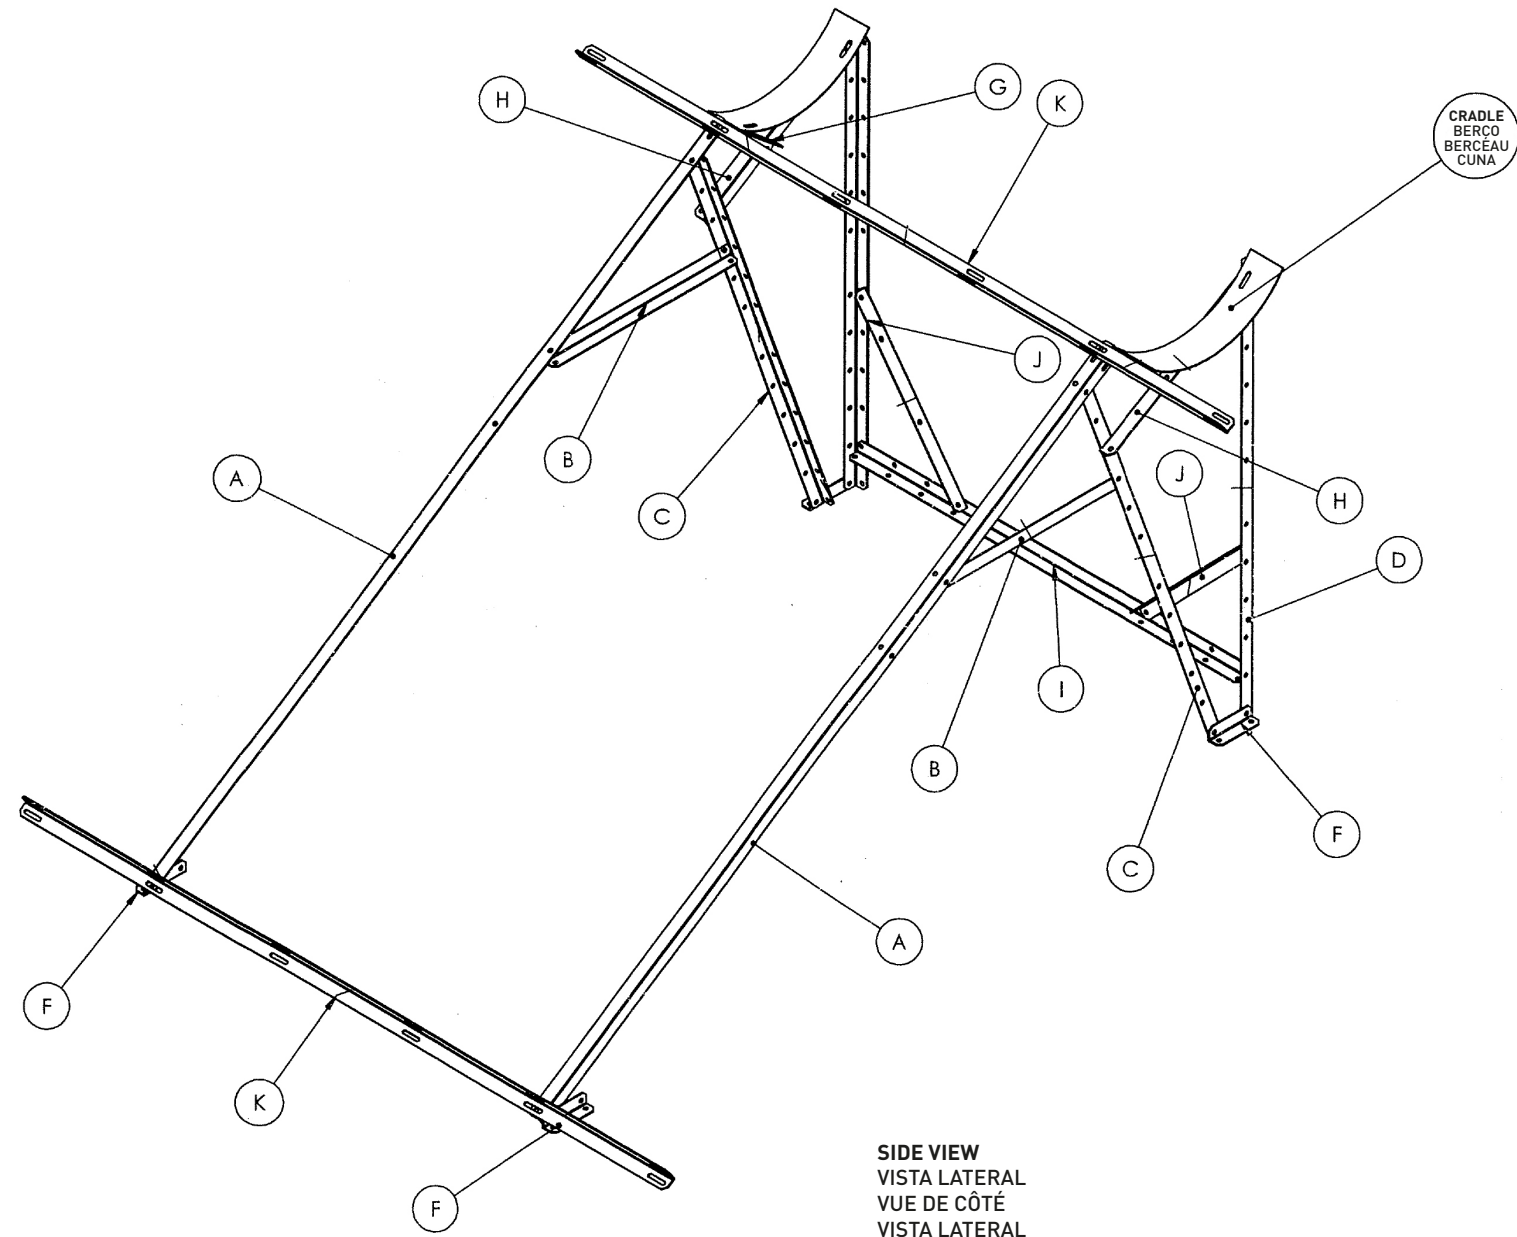 G
H
K
CRADLE
BERÇO
BERCÉAU
CUNA
J
B
A
C
J
H
D
I
B
F
C
A
F
K
F
SIDE VIEW
VISTA LATERAL
VUE DE CÔTÉ
VISTA LATERAL